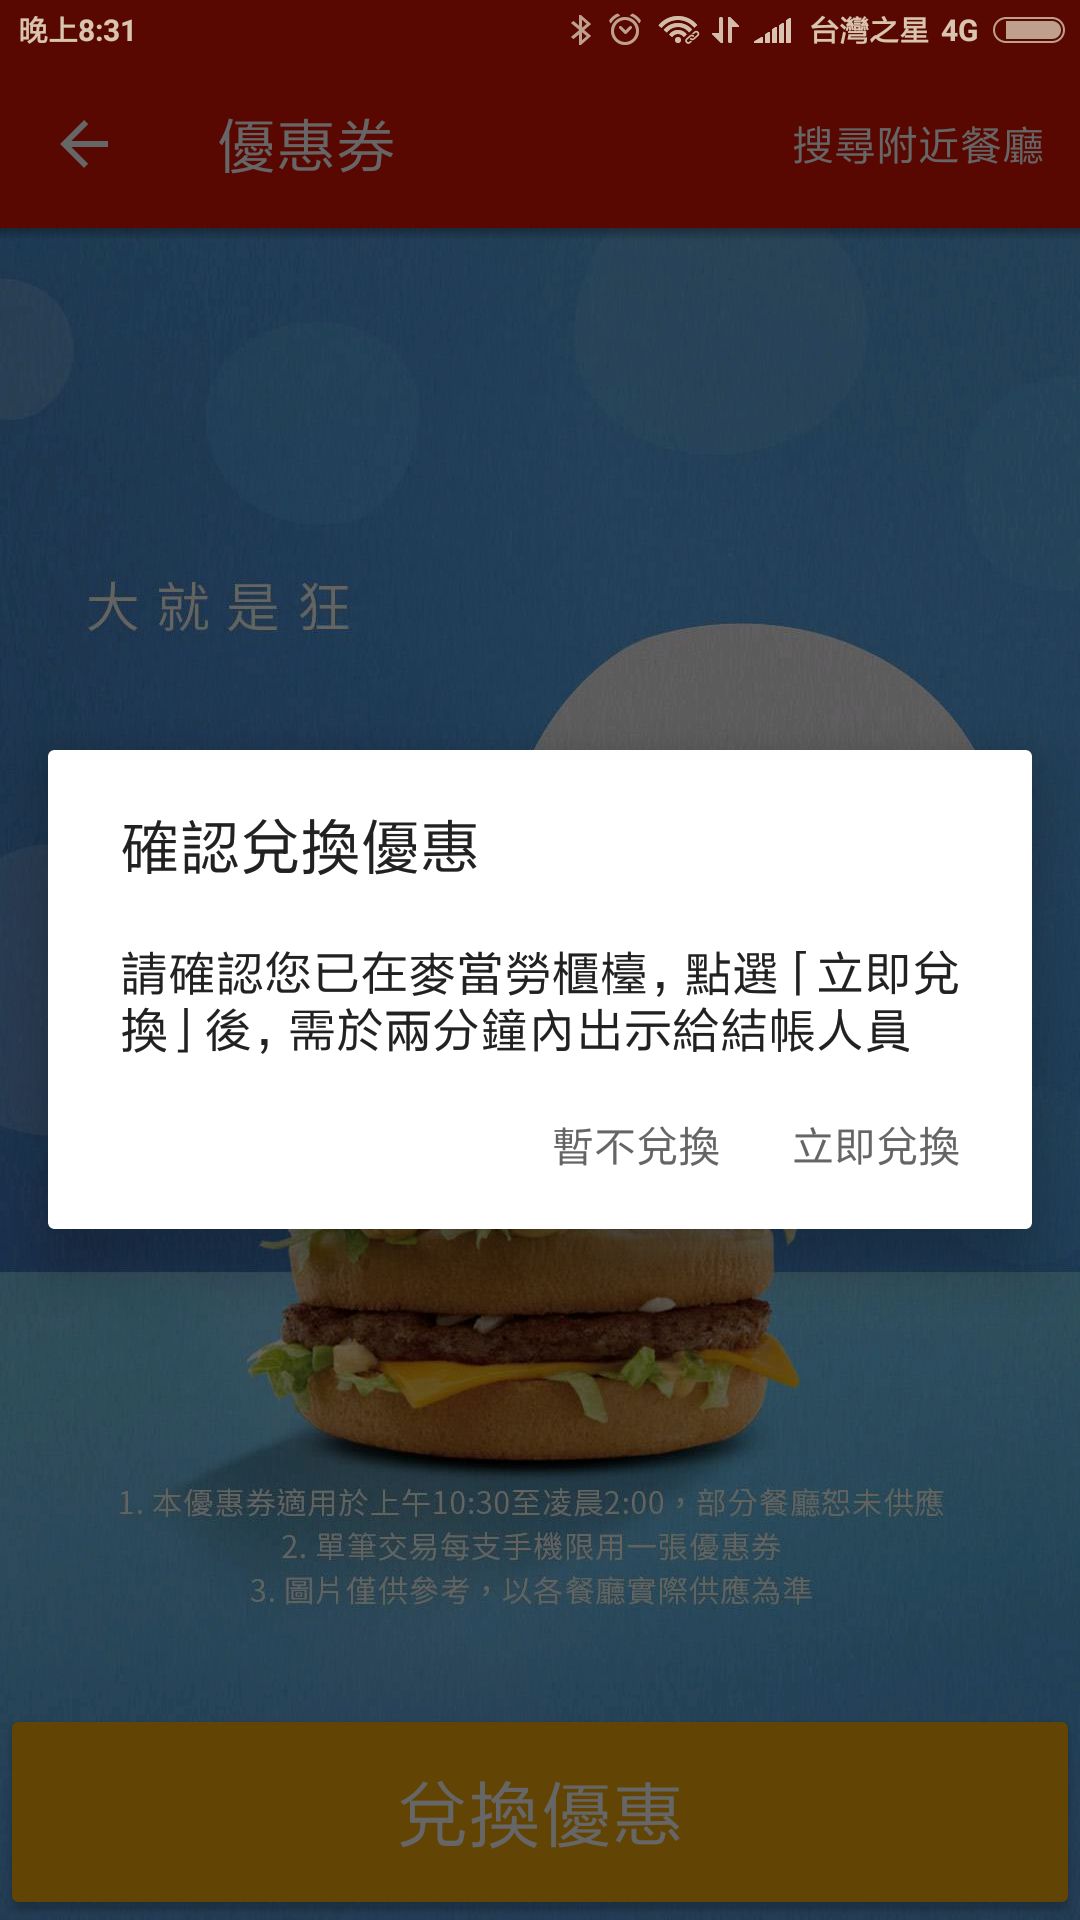 晚上8:31
台灣之星 4G
優惠券
搜尋附近餐廳
大就是狂
確認兌換優惠
請確認您已在麥當勞櫃檯，點選「立即兌
換」後，需於兩分鐘內出示給結帳人員
暫不兌換
立即兌換
1. 本優惠券適用於上午10:30至凌晨2:00，部分餐廳恕未供應
2. 單筆交易每支手機限用一張優惠券
3. 圖片僅供參考，以各餐廳實際供應為準
兌換優惠